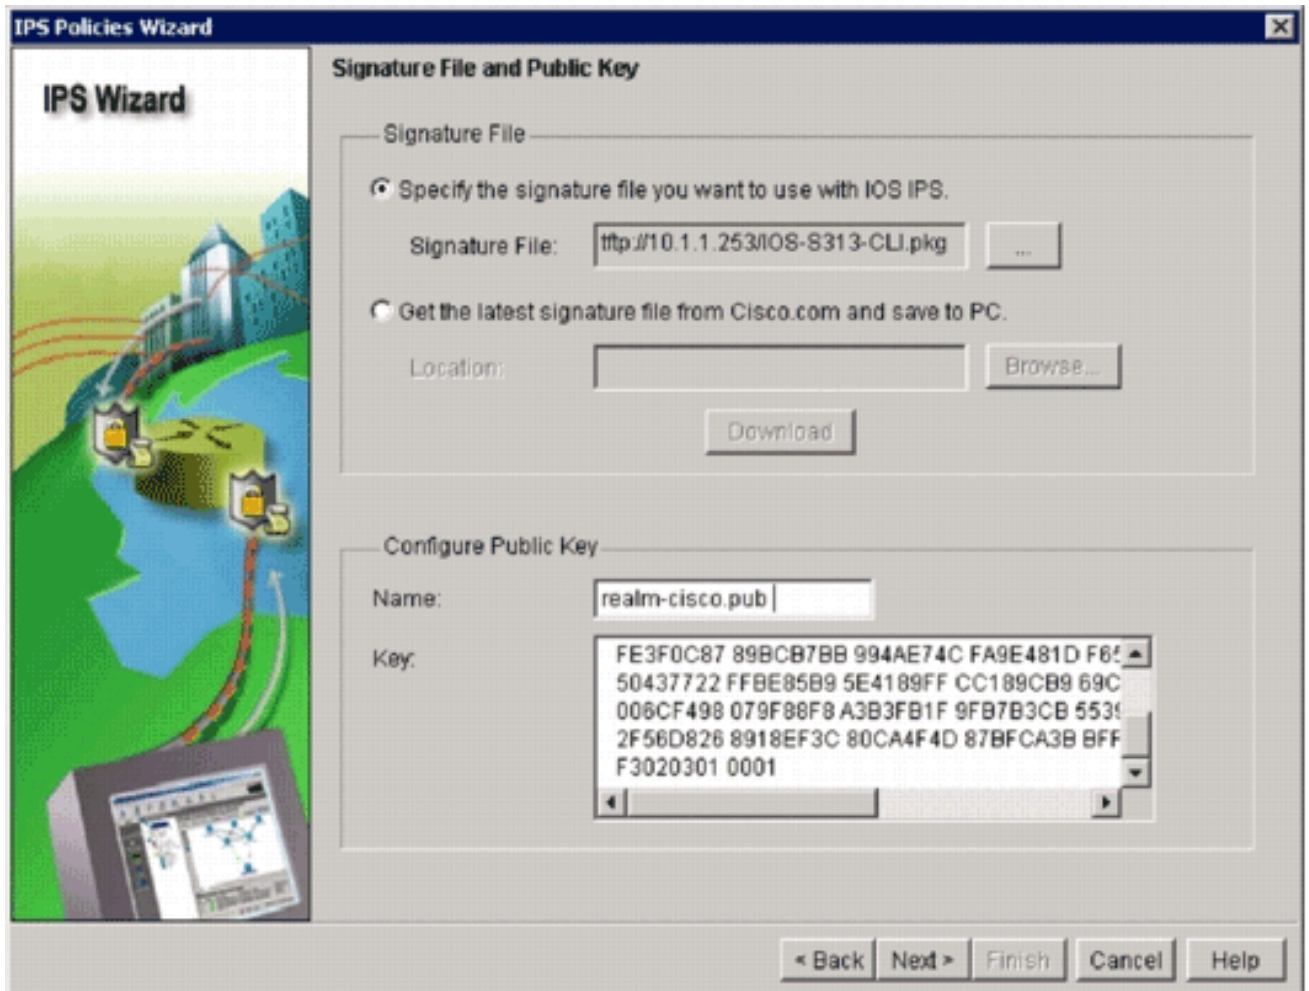 IPS Policies Wizard
IPS Wizard
Signature File and Public Key
Signature File
Specify the signature file you want to use with IOS IPS.
Signature File: tftp://10.1.1.253/IOS-S313-CLI.pkg ...
Get the latest signature file from Cisco.com and save to PC.
Location: Browse...
Download
Configure Public Key
Name: realm-cisco.pub
Key:
FE3F0C87 89BCB7BB 994AE74C FA9E481D F65
50437722 FFBE85B9 5E4189FF CC189CB9 69C
006CF498 079F88F8 A3B3FB1F 9FB7B3CB 5539
2F56D826 8918EF3C 80CA4F4D 87BFCA3B BFF
F3020301 0001
< Back Next > Finish Cancel Help